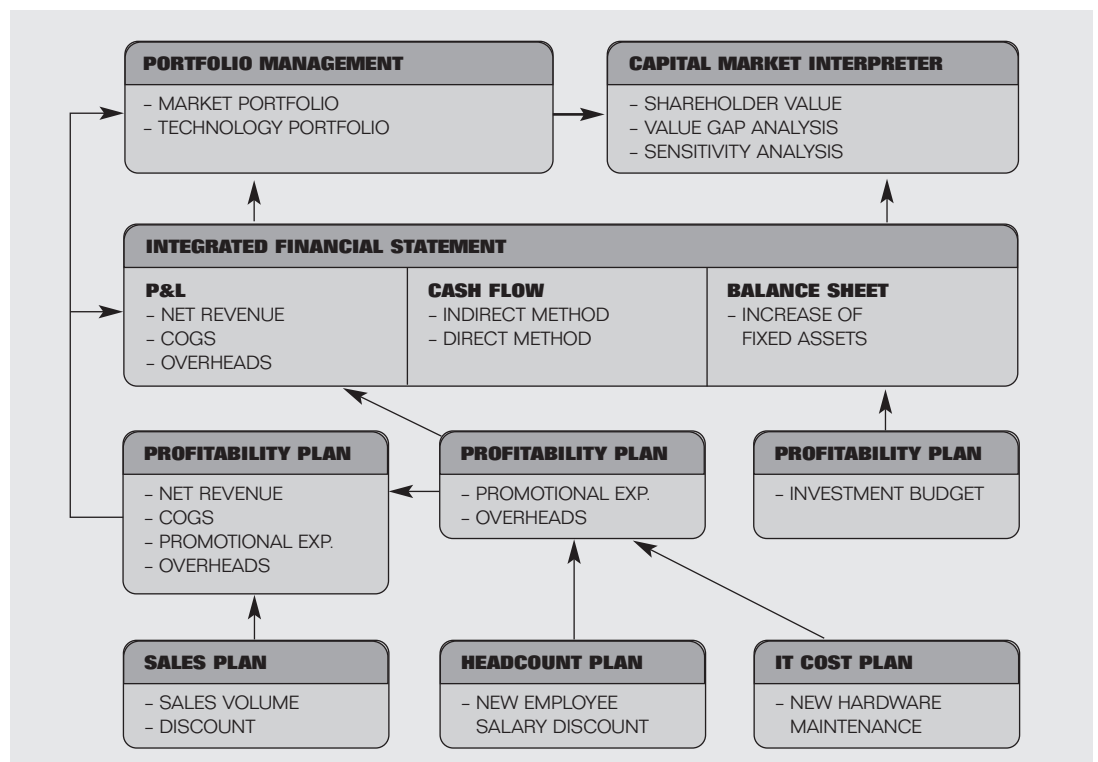 PORTFOLIO MANAGEMENT
– MARKET PORTFOLIO
– TECHNOLOGY PORTFOLIO
CAPITAL MARKET INTERPRETER
– SHAREHOLDER VALUE
– VALUE GAP ANALYSIS
– SENSITIVITY ANALYSIS
INTEGRATED FINANCIAL STATEMENT
P&L
– NET REVENUE
– COGS
– OVERHEADS
CASH FLOW
– INDIRECT METHOD
– DIRECT METHOD
BALANCE SHEET
– INCREASE OF
FIXED ASSETS
PROFITABILITY PLAN
– NET REVENUE
– COGS
– PROMOTIONAL EXP.
– OVERHEADS
PROFITABILITY PLAN
– PROMOTIONAL EXP.
– OVERHEADS
PROFITABILITY PLAN
– INVESTMENT BUDGET
SALES PLAN
– SALES VOLUME
– DISCOUNT
HEADCOUNT PLAN
– NEW EMPLOYEE
SALARY DISCOUNT
IT COST PLAN
– NEW HARDWARE
MAINTENANCE